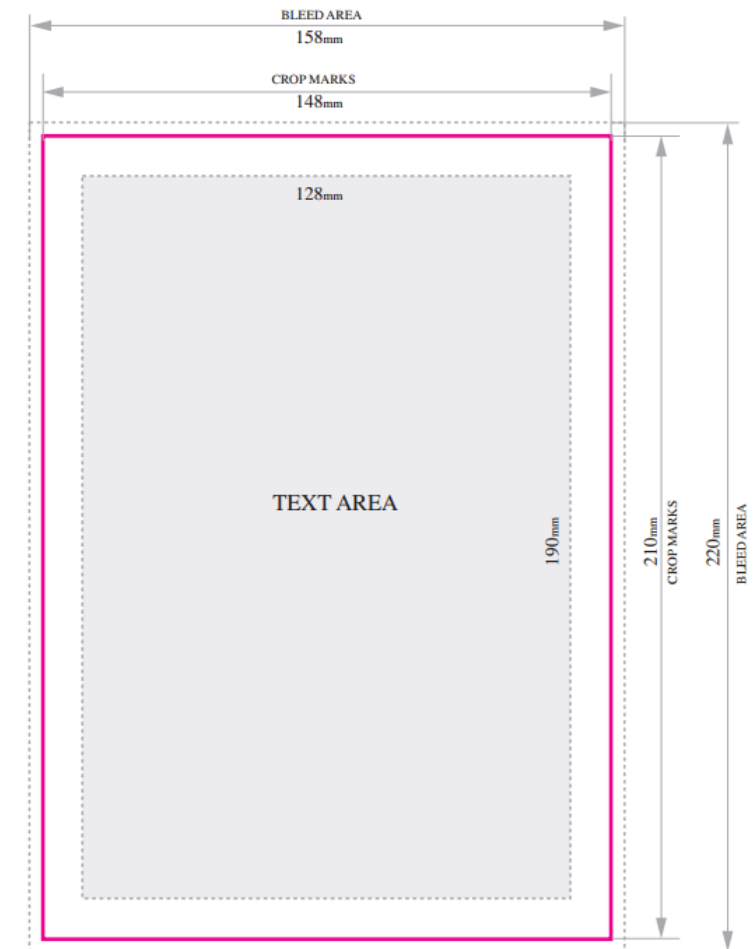 BLEED AREA
158mm
CROP MARKS
148mm
128mm
TEXT AREA
190mm
210mm
CROP MARKS
220mm
BLEED AREA